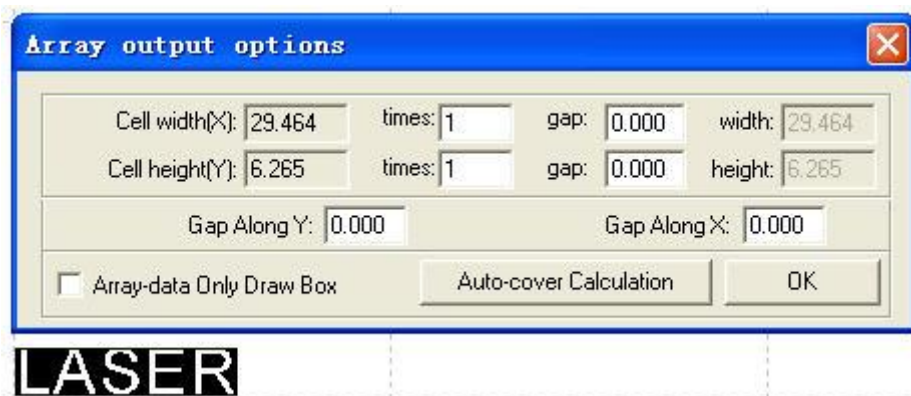 Array output options
Cell width(X): 29.464 times: 1 gap: 0.000 width: 29.464
Cell height(Y): 6.265 times: 1 gap: 0.000 height: 6.265
Gap Along Y: 0.000 Gap Along X: 0.000
Array-data Only Draw Box Auto-cover Calculation OK
LASER